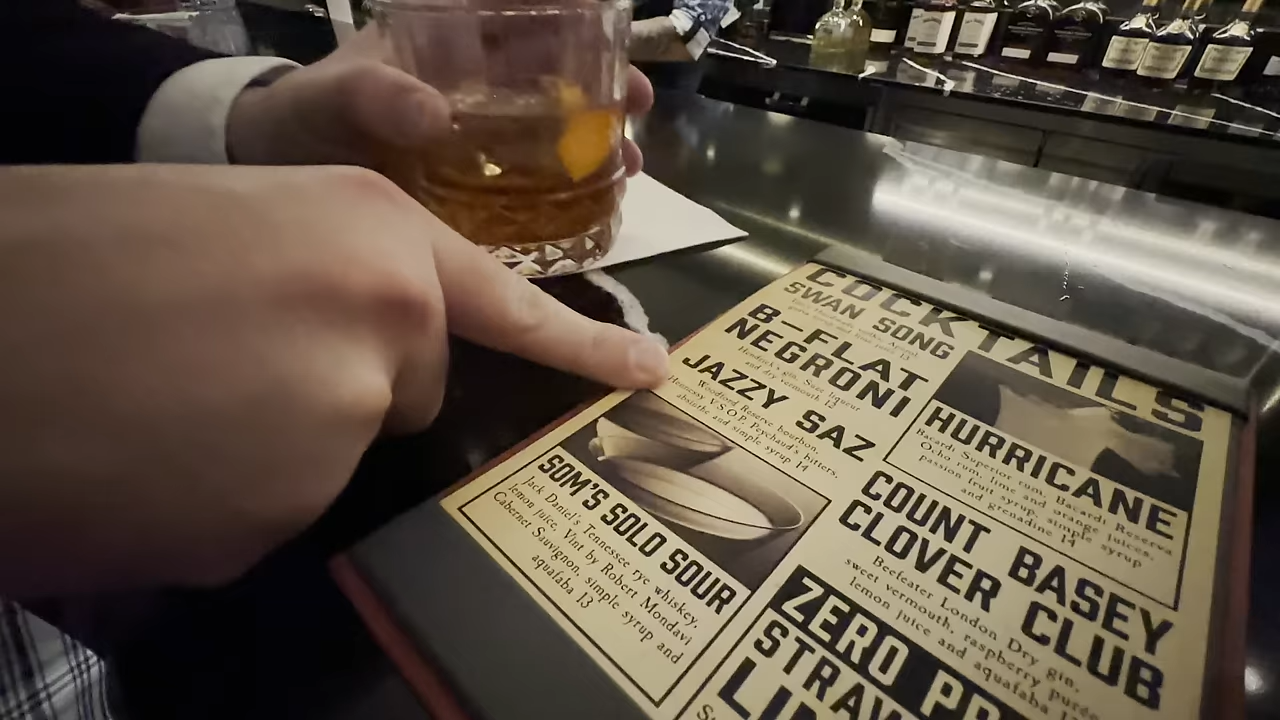 COCKTAILS
SWAN SONG
B-FLAT
NEGRONI
Hendrick's gin, Suze liqueur
and dry vermouth 12
JAZZY SAZ
Woodford Reserve bourbon,
Hennessy V.S.O.P, Peychaud's bitters,
absinthe and simple syrup 14
SOM'S SOLO SOUR
Jack Daniel's Tennessee rye whiskey,
lemon juice, Vint by Robert Mondavi
Cabernet Sauvignon, simple syrup and
aquafaba 13
HURRICANE
Bacardi Superior rum, Bacardi Reserva
Ocho rum, lime and orange juices,
passion fruit syrup, simple syrup
and grenadine 14
COUNT BASEY
CLOVER CLUB
Beefeater London Dry gin,
sweet vermouth, raspberry purée,
lemon juice and aquafaba
ZERO